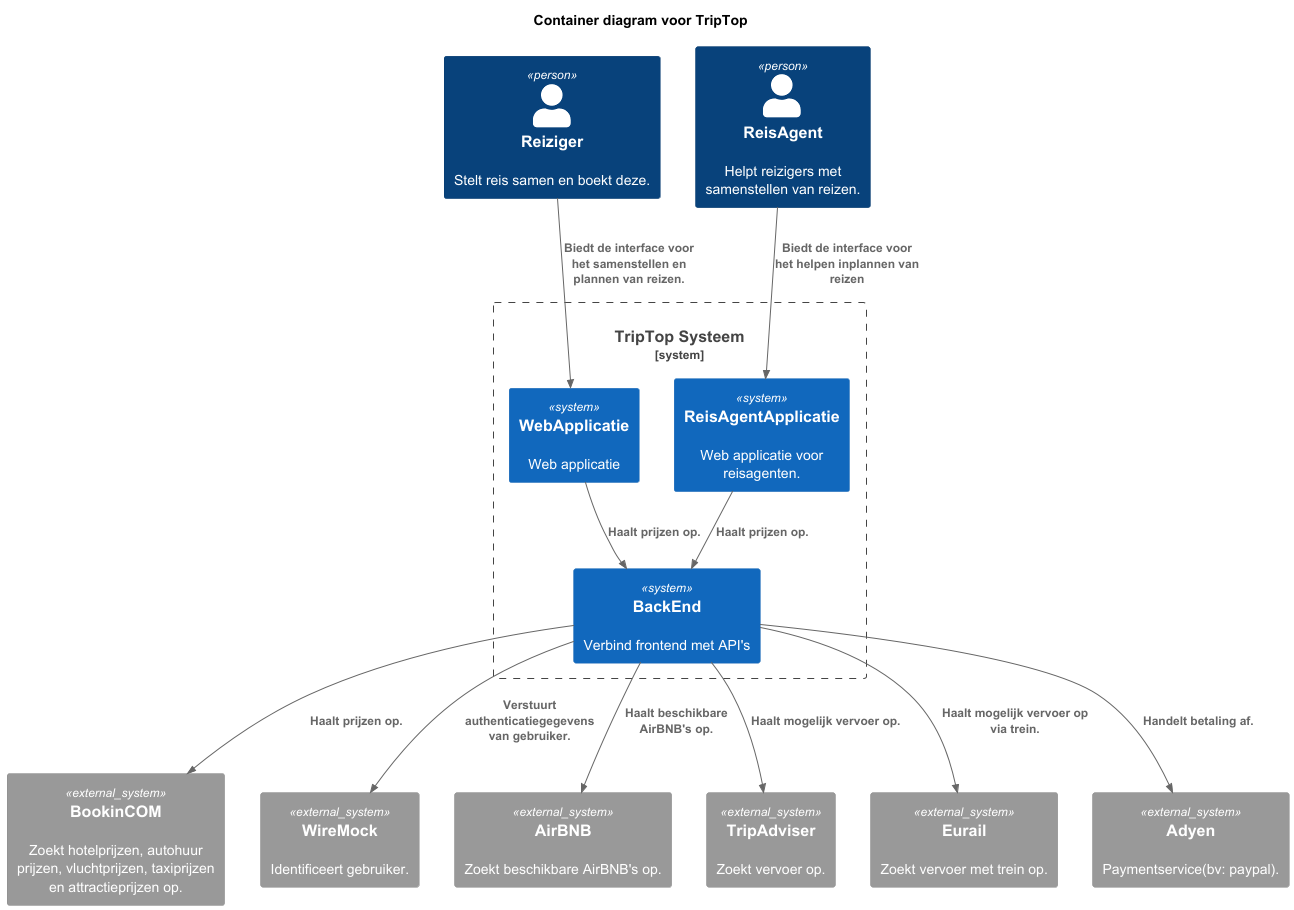 Container diagram voor TripTop
«person»
Reiziger
Stelt reis samen en boekt deze.
«person»
ReisAgent
Helpt reizigers met
samenstellen van reizen.
Biedt de interface voor
het samenstellen en
plannen van reizen.
Biedt de interface voor
het helpen inplannen van
reizen
TripTop Systeem
[system]
«system»
WebApplicatie
Web applicatie
«system»
ReisAgentApplicatie
Web applicatie voor
reisagenten.
Haalt prijzen op.
Haalt prijzen op.
«system»
BackEnd
Verbind frontend met API's
Haalt prijzen op.
Verstuurt
authenticatiegegevens
van gebruiker.
Haalt beschikbare
AirBNB's op.
Haalt mogelijk vervoer op.
Haalt mogelijk vervoer op
via trein.
Handelt betaling af.
«external_system»
BookinCOM
Zoekt hotelprijzen, autohuur
prijzen, vluchtprijzen, taxiprijzen
en attractieprijzen op.
«external_system»
WireMock
Identificeert gebruiker.
«external_system»
AirBNB
Zoekt beschikbare AirBNB's op.
«external_system»
TripAdviser
Zoekt vervoer op.
«external_system»
Eurail
Zoekt vervoer met trein op.
«external_system»
Adyen
Paymentservice(bv: paypal).